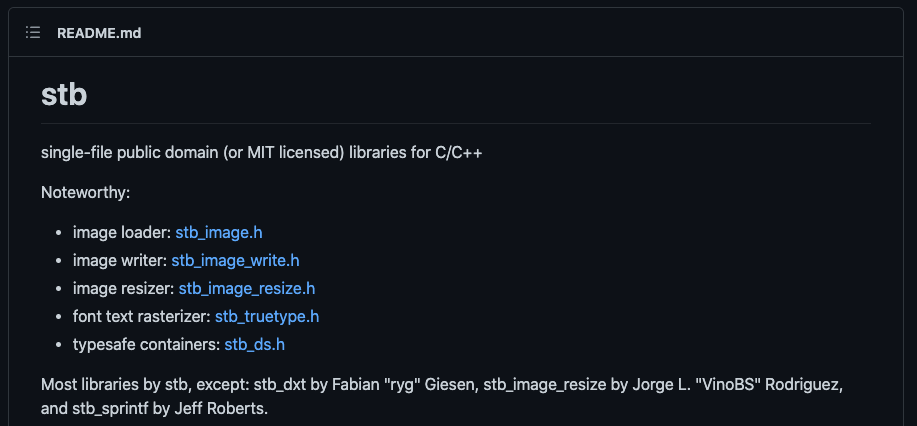 README.md
stb
single-file public domain (or MIT licensed) libraries for C/C++
Noteworthy:
• image loader: stb_image.h
• image writer: stb_image_write.h
• image resizer: stb_image_resize.h
• font text rasterizer: stb_truetype.h
• typesafe containers: stb_ds.h
Most libraries by stb, except: stb_dxt by Fabian "ryg" Giesen, stb_image_resize by Jorge L. "VinoBS" Rodriguez,
and stb_sprintf by Jeff Roberts.